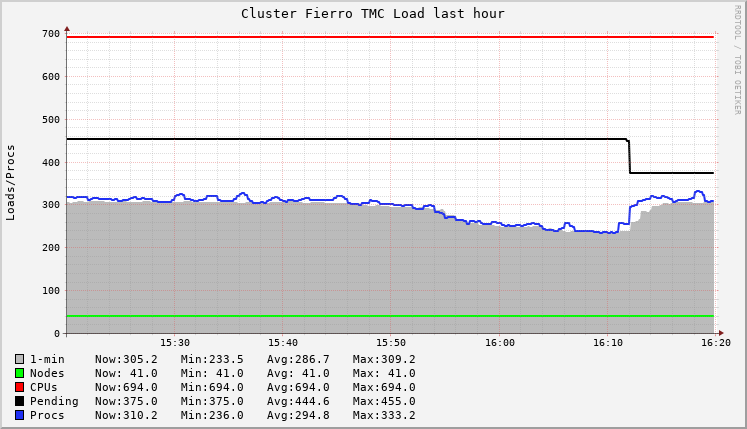 Cluster Fierro TMC Load last hour
RRDTOOL / TOBI OETIKER
Loads/Procs
700
600
500
400
300
200
100
0
15:30 15:40 15:50 16:00 16:10 16:20
1-min Now:305.2 Min:233.5 Avg:286.7 Max:309.2
Nodes Now: 41.0 Min: 41.0 Avg: 41.0 Max: 41.0
CPUs Now:694.0 Min:694.0 Avg:694.0 Max:694.0
Pending Now:375.0 Min:375.0 Avg:444.6 Max:455.0
Procs Now:310.2 Min:236.0 Avg:294.8 Max:333.2